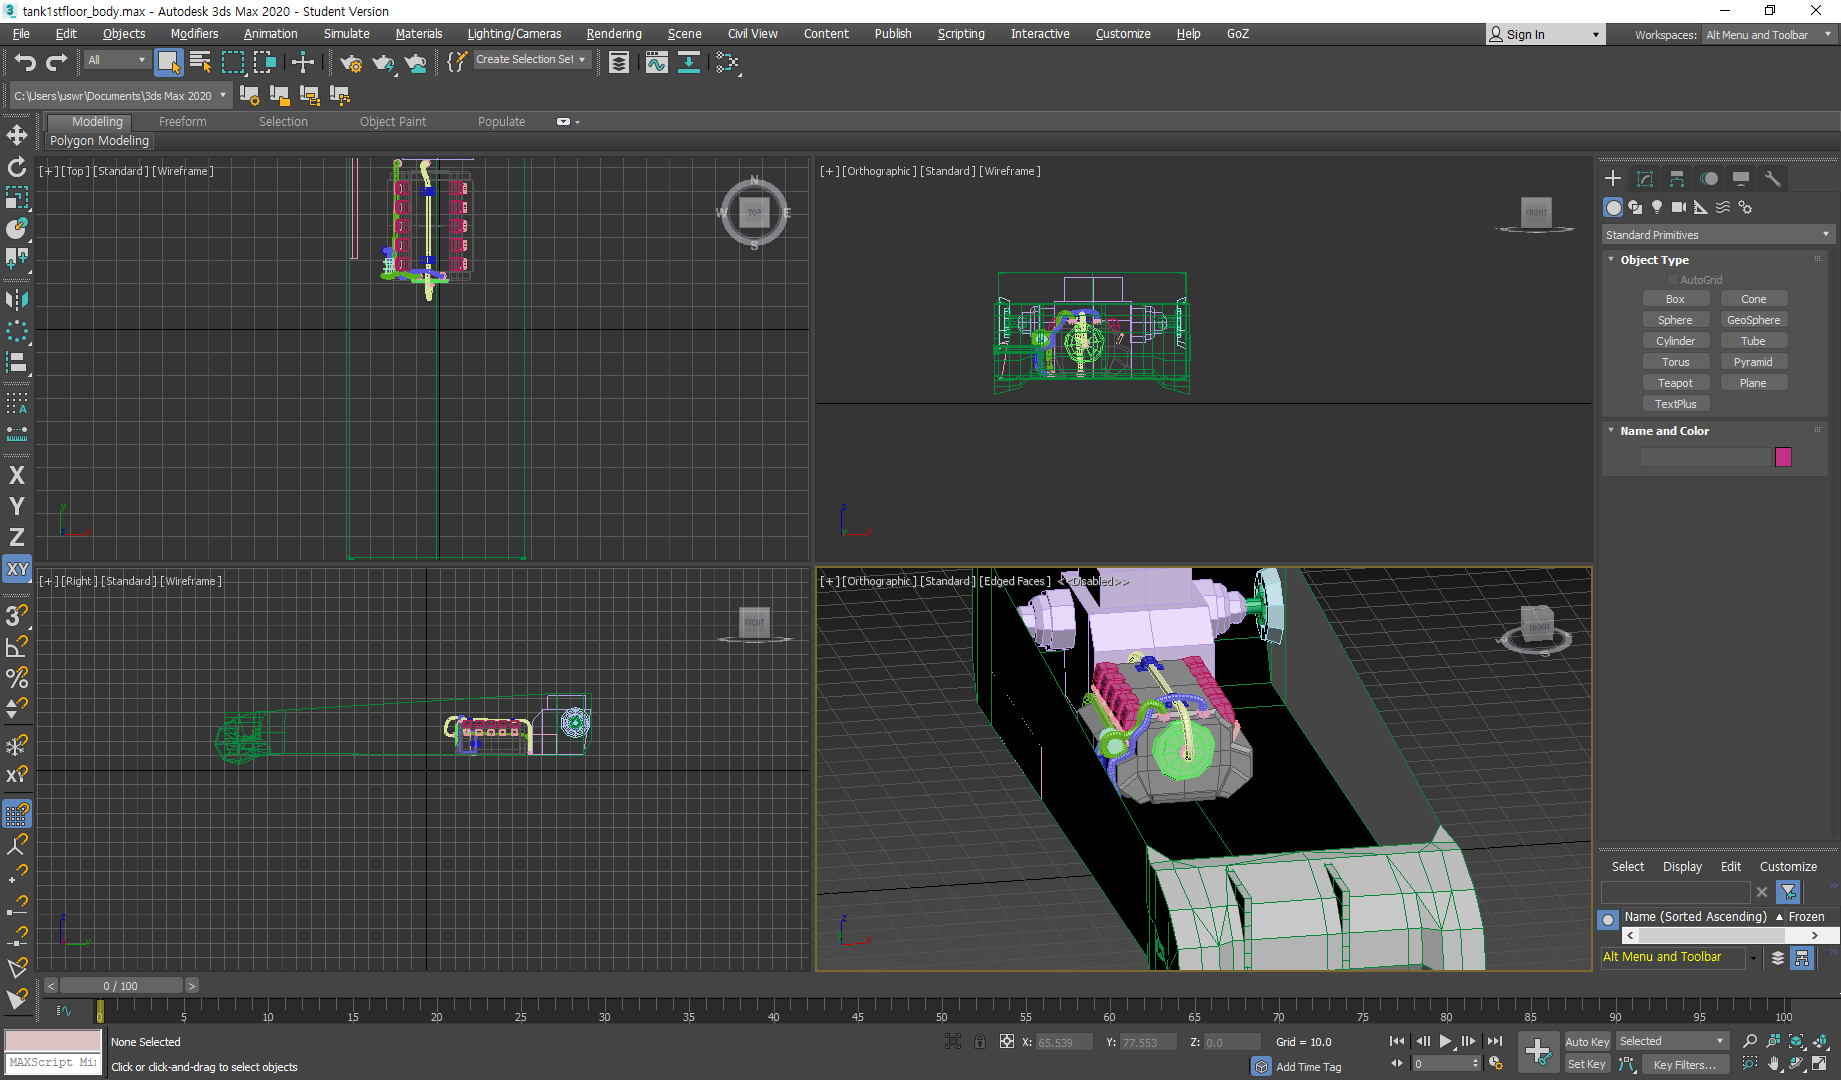 tank1stfloor_body.max - Autodesk 3ds Max 2020 - Student Version
File Edit Objects Modifiers Animation Simulate Materials Lighting/Cameras Rendering Scene Civil View Content Publish Scripting Interactive Customize Help GoZ
Sign In
Workspaces: Alt Menu and Toolbar
All
Create Selection Set
C:\Users\uswr\Documents\3ds Max 2020
Modeling Freeform Selection Object Paint Populate
Polygon Modeling
[+] [Top] [Standard] [Wireframe]
N
W TOP E
S
[+] [Orthographic] [Standard] [Wireframe]
FRONT
[+] [Right] [Standard] [Wireframe]
RIGHT
[+] [Orthographic] [Standard] [Edged Faces] <<Disabled>>
FRONT
W
S
X
Y
Z
XY
3
%
XY
Standard Primitives
Object Type
AutoGrid
Box Cone
Sphere GeoSphere
Cylinder Tube
Torus Pyramid
Teapot Plane
TextPlus
Name and Color
Select Display Edit Customize
Name (Sorted Ascending) ▲ Frozen
< >
Alt Menu and Toolbar
< 0 / 100 >
0 5 10 15 20 25 30 35 40 45 50 55 60 65 70 75 80 85 90 95 100
MAXScript Mi
None Selected
Click or click-and-drag to select objects
X: 65.539 Y: 77.553 Z: 0.0 Grid = 10.0
Add Time Tag
0
Auto Key Selected
Set Key Key Filters...